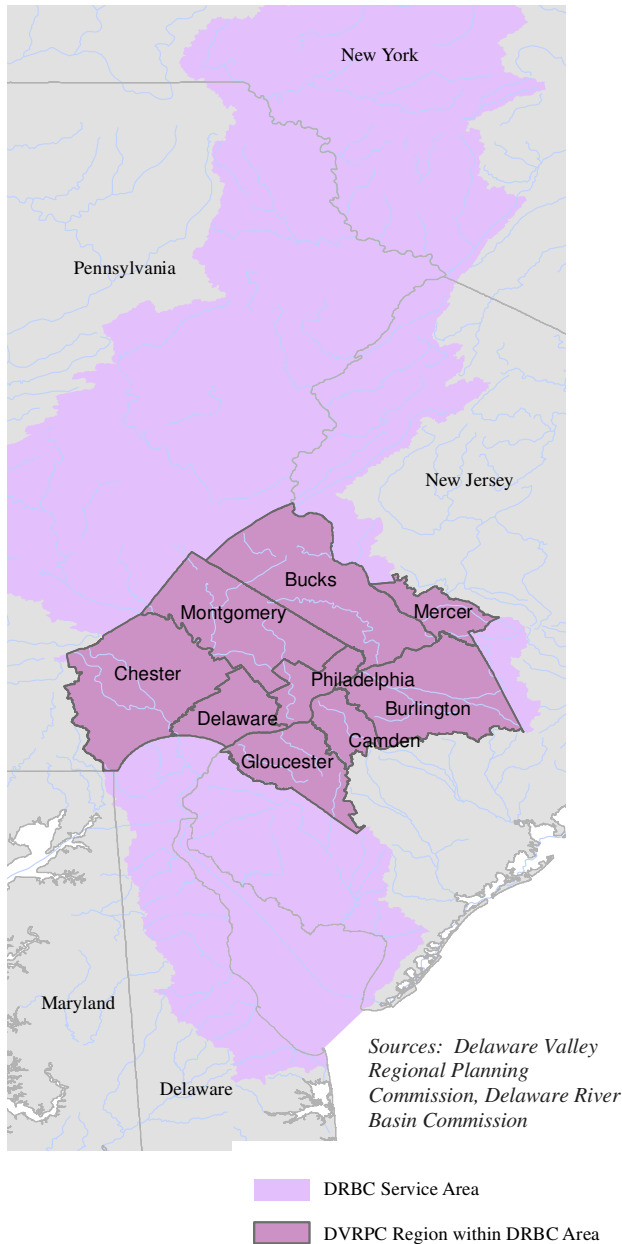 New York
Pennsylvania
New Jersey
Bucks
Montgomery
Mercer
Chester
Philadelphia
Burlington
Delaware
Camden
Gloucester
Maryland
Delaware
Sources: Delaware Valley
Regional Planning
Commission, Delaware River
Basin Commission
DRBC Service Area
DVRPC Region within DRBC Area